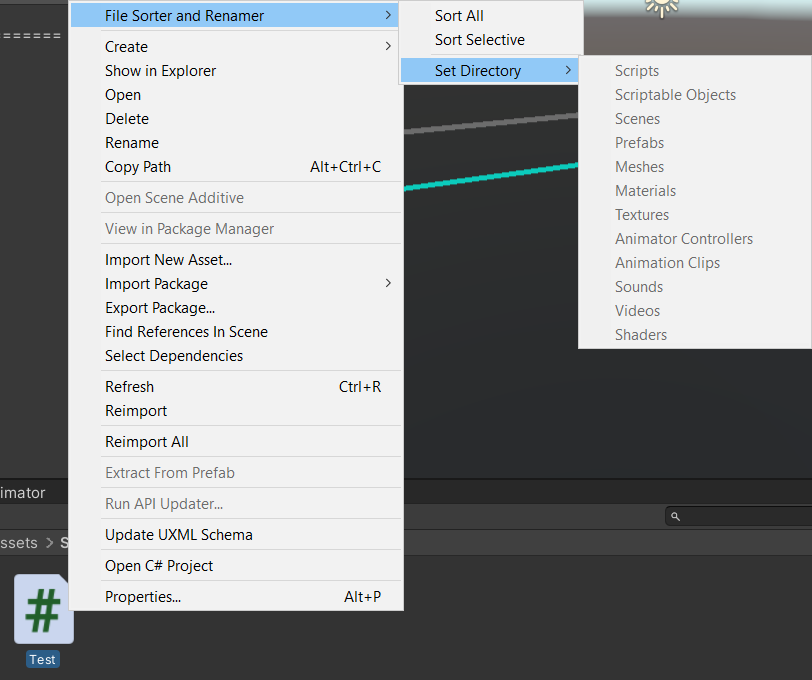 =======
File Sorter and Renamer
Create
Show in Explorer
Open
Delete
Rename
Copy Path Alt+Ctrl+C
Open Scene Additive
View in Package Manager
Import New Asset...
Import Package
Export Package...
Find References In Scene
Select Dependencies
Refresh Ctrl+R
Reimport
Reimport All
Extract From Prefab
Run API Updater...
Update UXML Schema
Open C# Project
Properties... Alt+P
Sort All
Sort Selective
Set Directory
Scripts
Scriptable Objects
Scenes
Prefabs
Meshes
Materials
Textures
Animator Controllers
Animation Clips
Sounds
Videos
Shaders
imator
ssets > S
#
Test